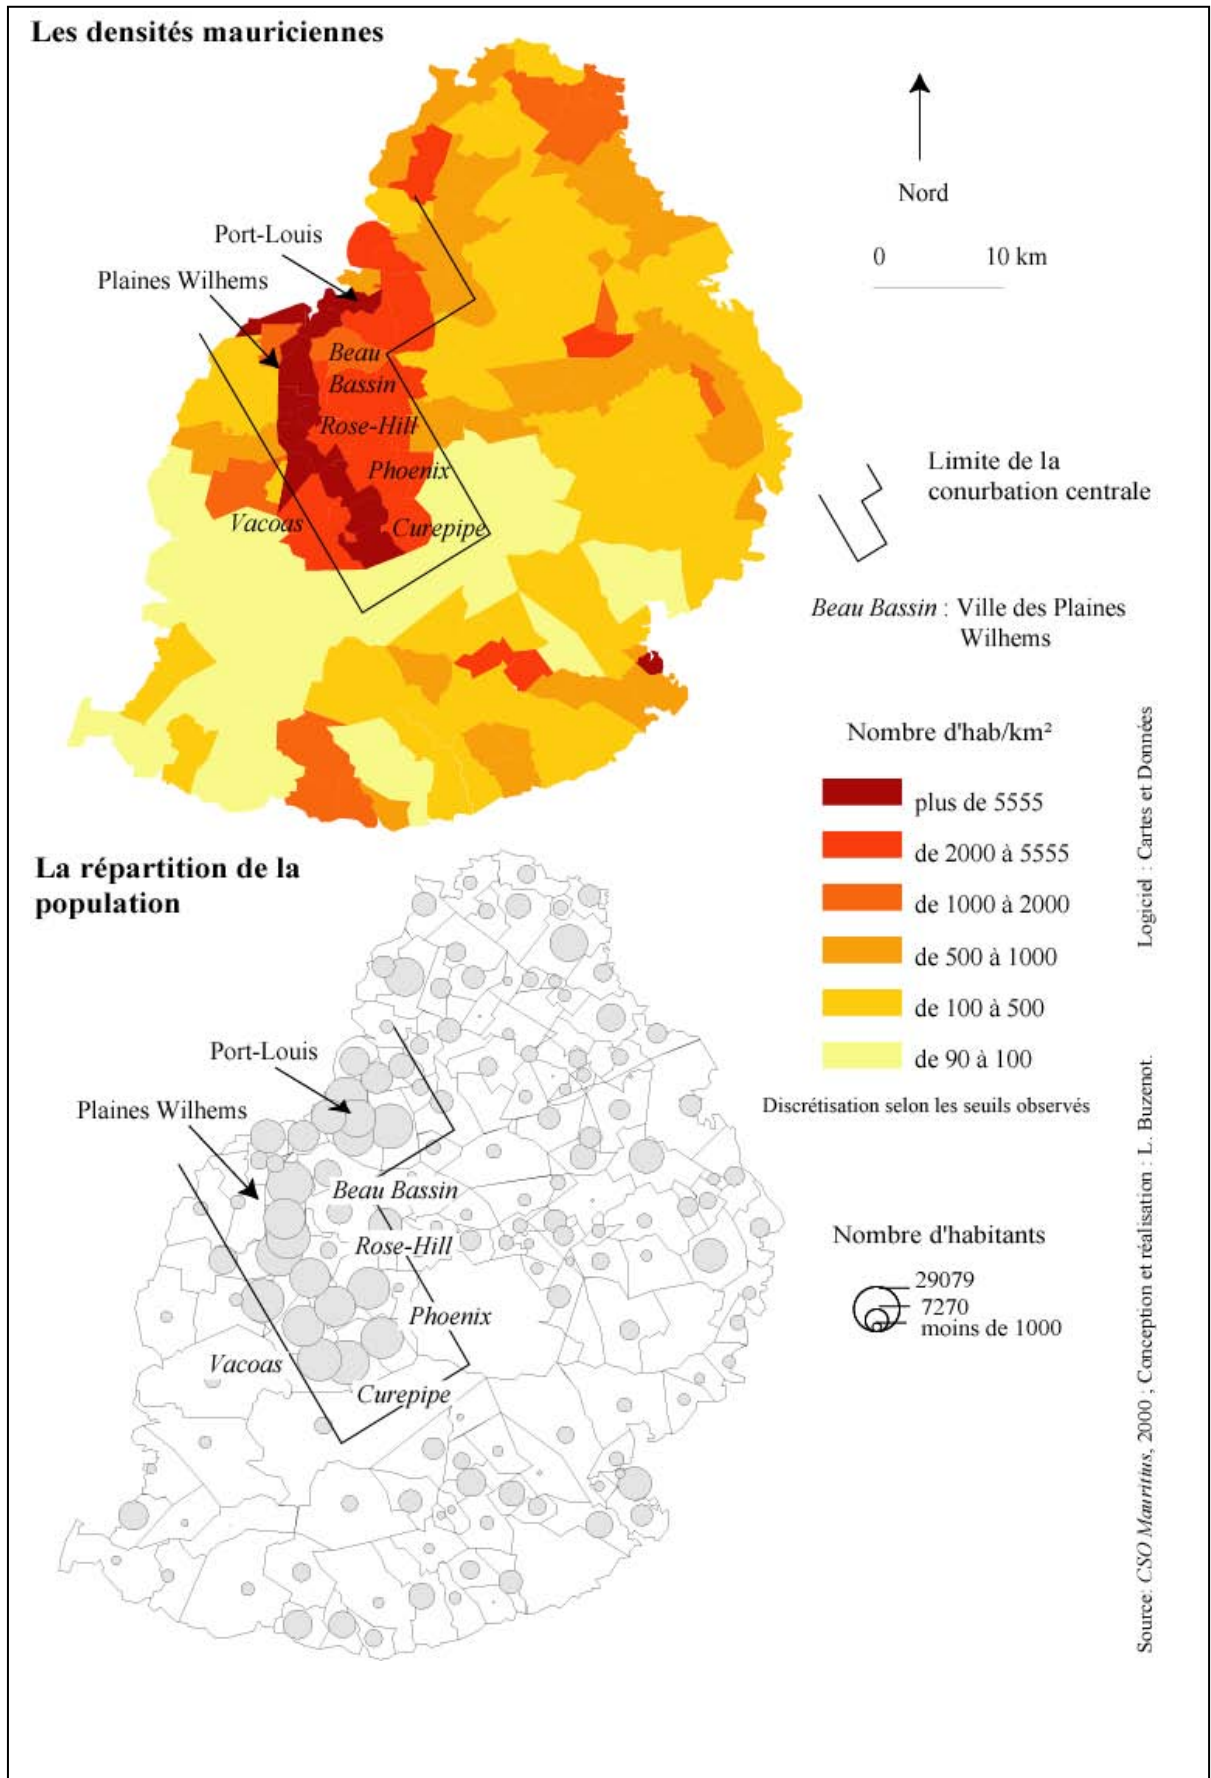 Les densités mauriciennes
Nord
0 10 km
Port-Louis
Plaines Wilhems
Beau
Bassin
Rose-Hill
Phoenix
Vacoas
Curepipe
Limite de la
conurbation centrale
Beau Bassin : Ville des Plaines
Wilhems
Nombre d'hab/km²
plus de 5555
de 2000 à 5555
de 1000 à 2000
de 500 à 1000
de 100 à 500
de 90 à 100
Discrétisation selon les seuils observés
La répartition de la
population
Port-Louis
Plaines Wilhems
Beau Bassin
Rose-Hill
Phoenix
Vacoas
Curepipe
Nombre d'habitants
29079
7270
moins de 1000
Source: CSO Mauritius, 2000 ; Conception et réalisation : L. Buzenot. Logiciel : Cartes et Données